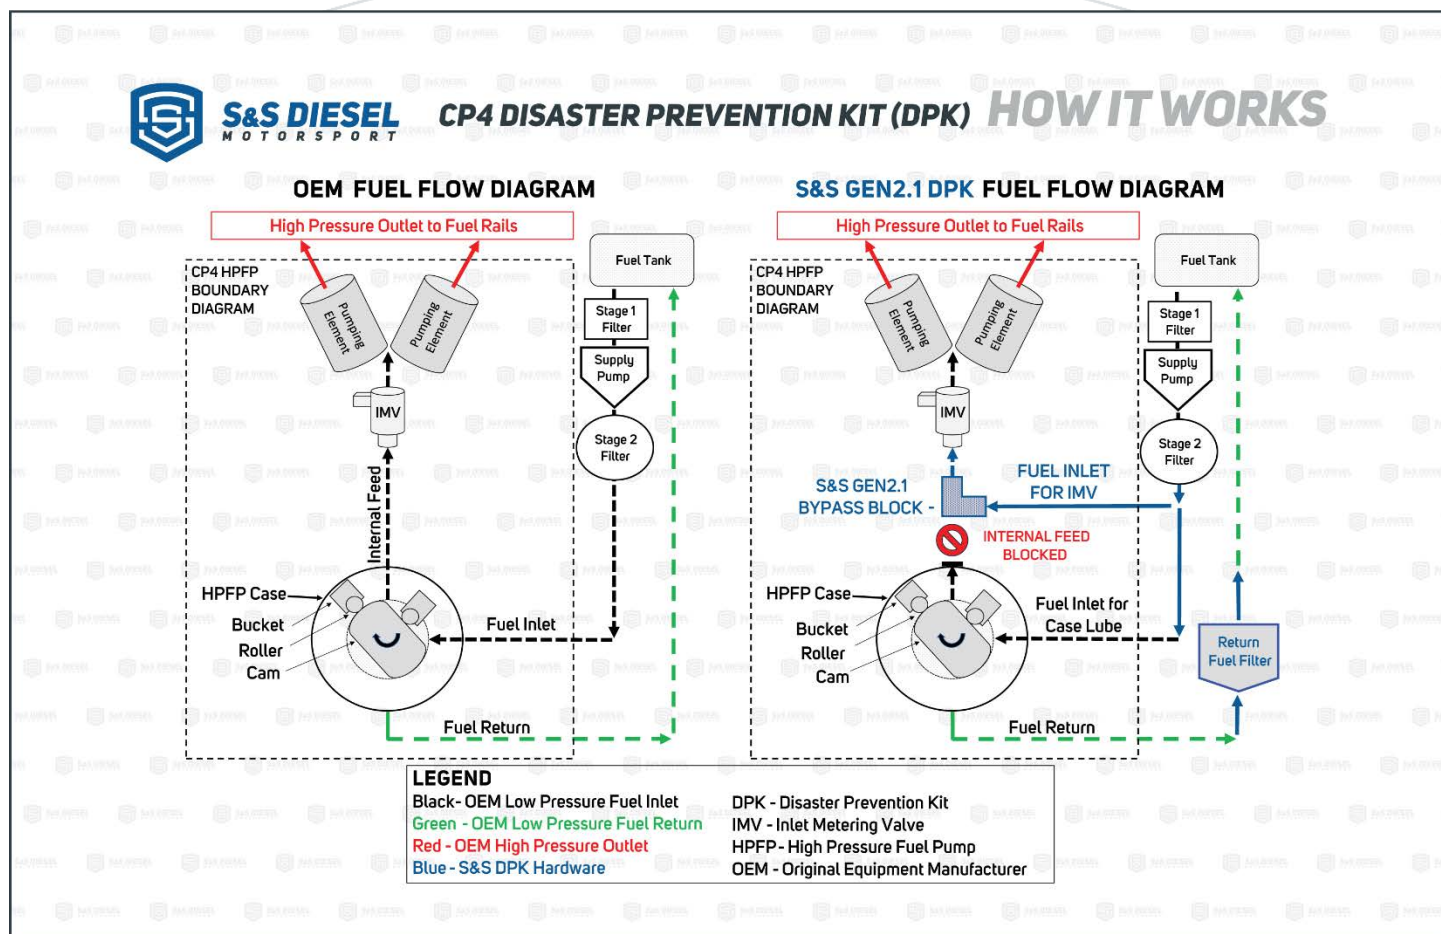 S&S DIESEL
MOTORSPORT
CP4 DISASTER PREVENTION KIT (DPK) HOW IT WORKS
OEM FUEL FLOW DIAGRAM
High Pressure Outlet to Fuel Rails
CP4 HPFP
BOUNDARY
DIAGRAM
Pumping
Element
Pumping
Element
IMV
Internal Feed
HPFP Case
Bucket
Roller
Cam
Fuel Inlet
Fuel Return
Fuel Tank
Stage 1
Filter
Supply
Pump
Stage 2
Filter
S&S GEN2.1 DPK FUEL FLOW DIAGRAM
High Pressure Outlet to Fuel Rails
CP4 HPFP
BOUNDARY
DIAGRAM
Pumping
Element
Pumping
Element
IMV
S&S GEN2.1
BYPASS BLOCK -
FUEL INLET
FOR IMV
INTERNAL FEED
BLOCKED
HPFP Case
Bucket
Roller
Cam
Fuel Inlet for
Case Lube
Fuel Return
Fuel Tank
Stage 1
Filter
Supply
Pump
Stage 2
Filter
Return
Fuel Filter
LEGEND
Black- OEM Low Pressure Fuel Inlet
Green - OEM Low Pressure Fuel Return
Red - OEM High Pressure Outlet
Blue - S&S DPK Hardware
DPK - Disaster Prevention Kit
IMV - Inlet Metering Valve
HPFP- High Pressure Fuel Pump
OEM - Original Equipment Manufacturer